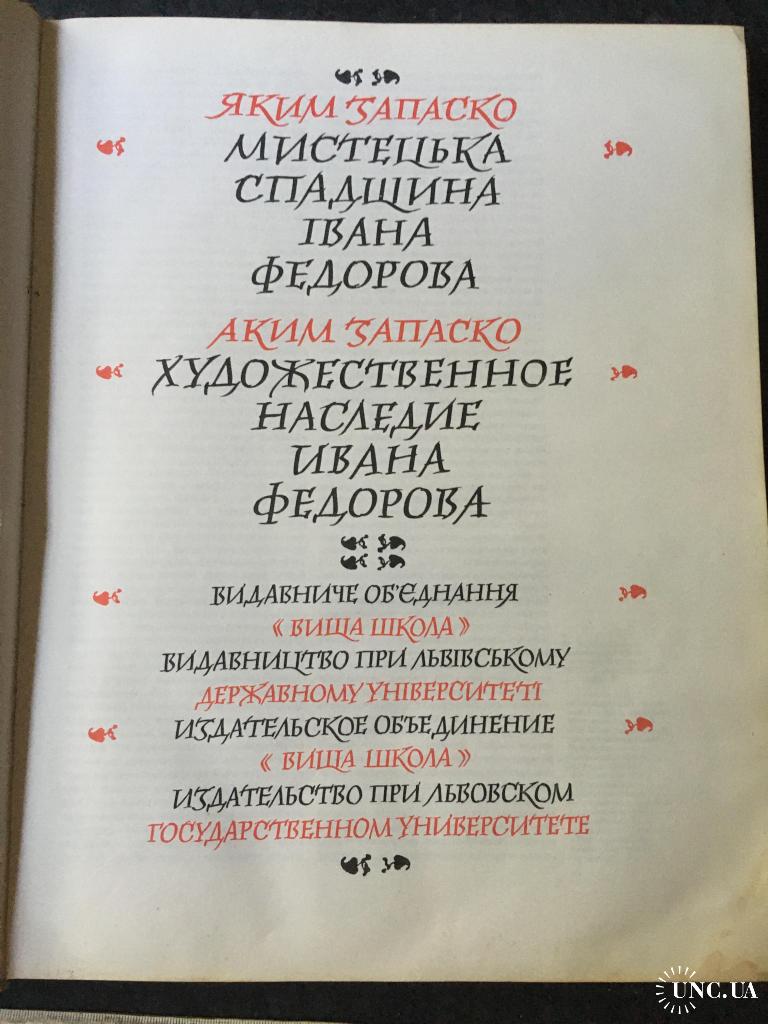 ЯКИМ ЗАПАСКО
МИСТЕЦЬКА
СПАДЩИНА
ІВАНА
ФЕДОРОВА
АКИМ ЗАПАСКО
ХУДОЖЕСТВЕННОЕ
НАСЛЕДИЕ
ИВАНА
ФЕДОРОВА
ВИДАВНИЧЕ ОБ'ЄДНАННЯ
« ВИЩА ШКОЛА »
ВИДАВНИЦТВО ПРИ ЛЬВІВСЬКОМУ
ДЕРЖАВНОМУ УНІВЕРСИТЕТІ
ИЗДАТЕЛЬСКОЕ ОБЪЕДИНЕНИЕ
« ВИЩА ШКОЛА »
ИЗДАТЕЛЬСТВО ПРИ ЛЬВОВСКОМ
ГОСУДАРСТВЕННОМ УНИВЕРСИТЕТЕ
UNC.UA